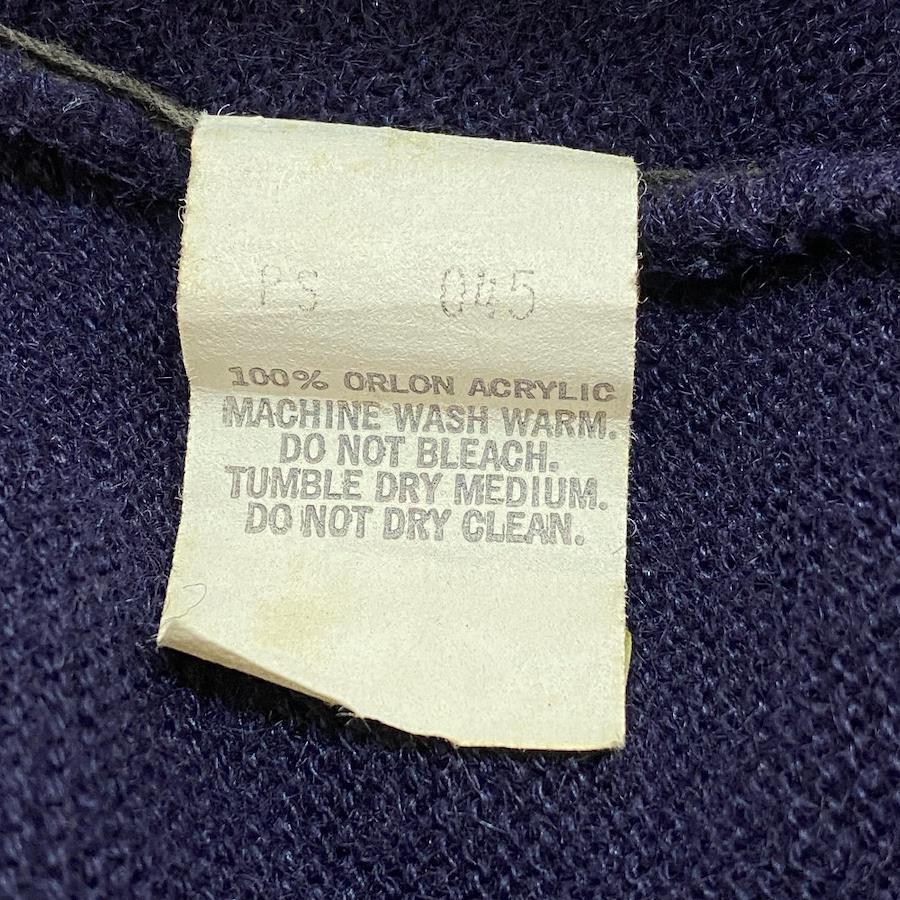 PS 045
100% ORLON ACRYLIC
MACHINE WASH WARM.
DO NOT BLEACH.
TUMBLE DRY MEDIUM.
DO NOT DRY CLEAN.